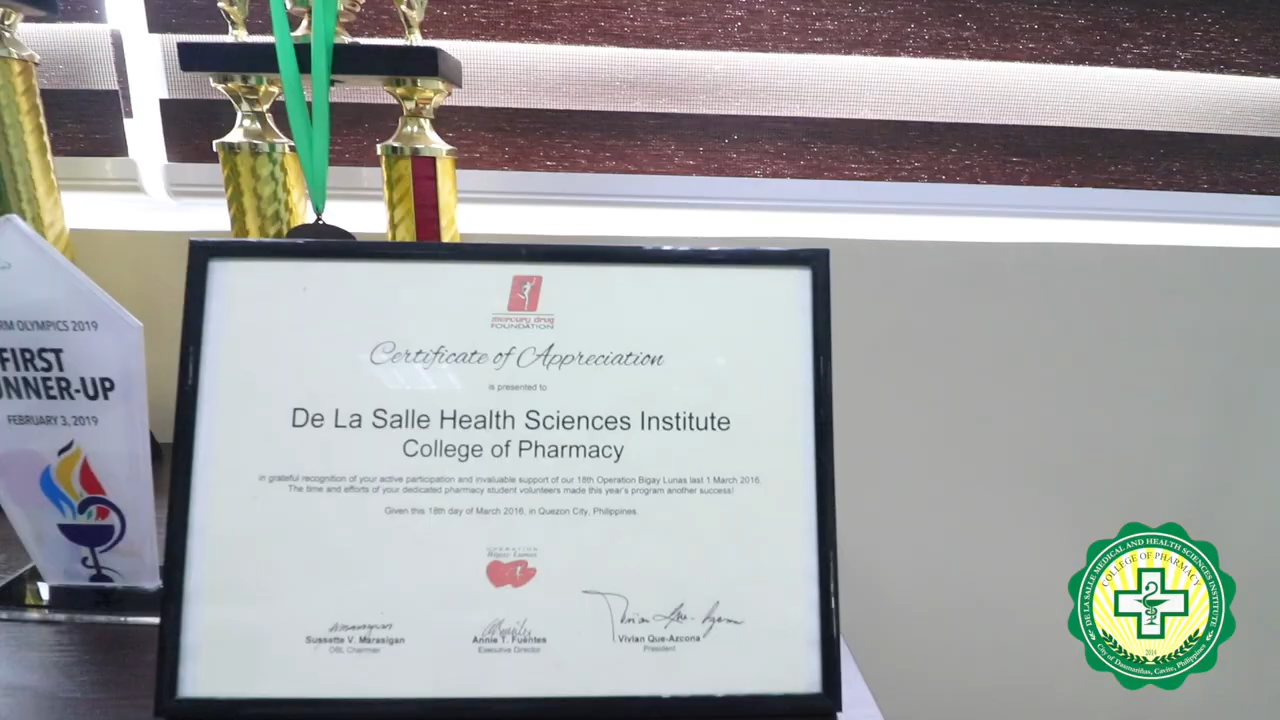 RM OLYMPICS 2019
FIRST
UNNER-UP
FEBRUARY 3, 2019
mercury drug
FOUNDATION
Certificate of Appreciation
is presented to
De La Salle Health Sciences Institute
College of Pharmacy
in grateful recognition of your active participation and invaluable support of our 18th Operation Bigay Lunas last 1 March 2016.
The time and efforts of your dedicated pharmacy student volunteers made this year's program another success!
Given this 18th day of March 2016, in Quezon City, Philippines.
OPERATION
Bigay Lunas
Sussette V. Marasigan
OBL Chairman
Annie T. Fuentes
Executive Director
Vivian Que-Azcona
President
DE LA SALLE MEDICAL AND HEALTH SCIENCES INSTITUTE
COLLEGE OF PHARMACY
2014
City of Dasmariñas, Cavite, Philippines